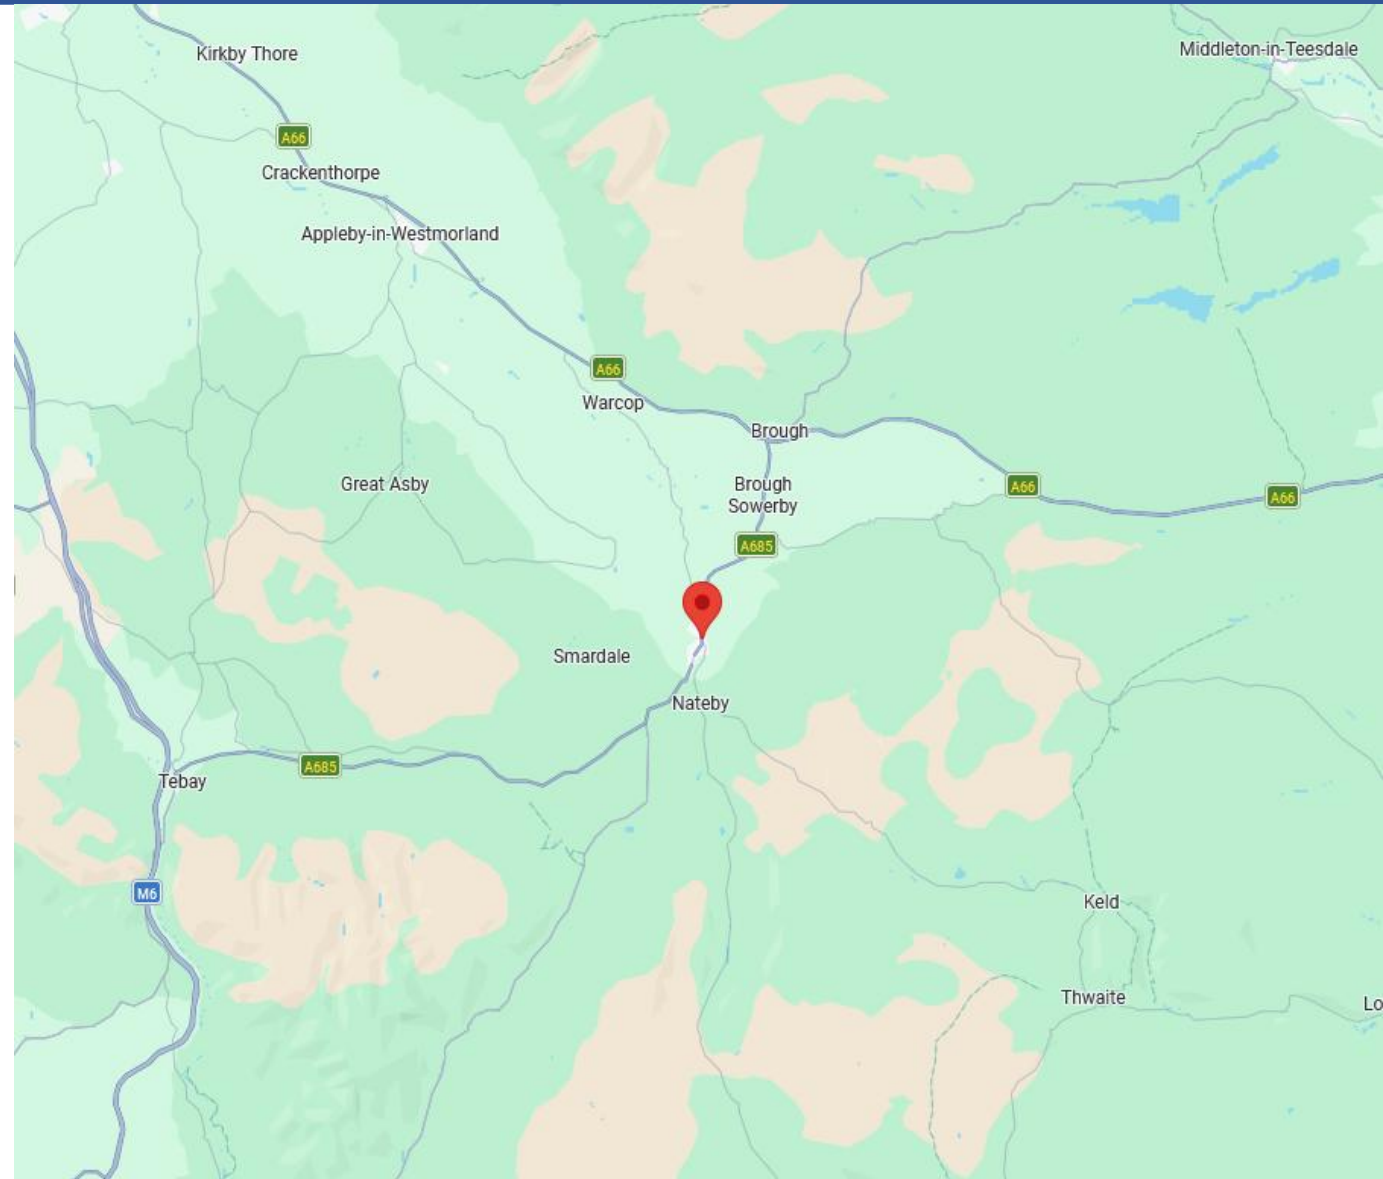 Kirkby Thore
Middleton-in-Teesdale
A66
Crackenthorpe
Appleby-in-Westmorland
A66
Warcop
Brough
Great Asby
Brough
Sowerby
A66
A66
A685
Smardale
Nateby
A685
Tebay
M6
Keld
Thwaite
Lo